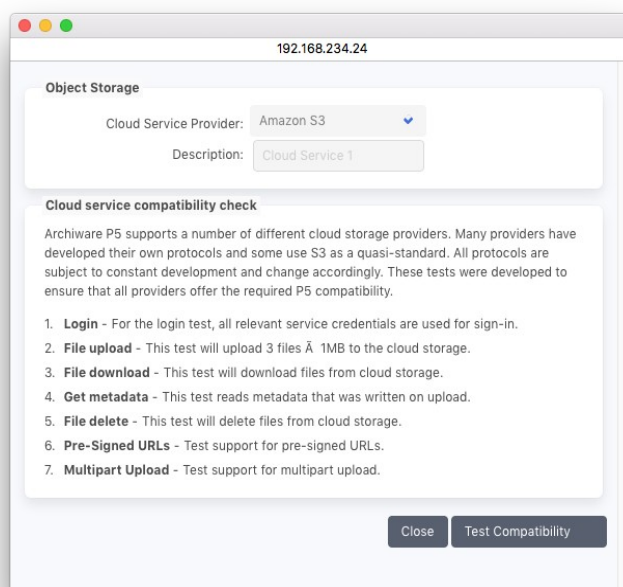 192.168.234.24
Object Storage
Cloud Service Provider: Amazon S3
Description: Cloud Service 1
Cloud service compatibility check
Archiware P5 supports a number of different cloud storage providers. Many providers have
developed their own protocols and some use S3 as a quasi-standard. All protocols are
subject to constant development and change accordingly. These tests were developed to
ensure that all providers offer the required P5 compatibility.
1. Login - For the login test, all relevant service credentials are used for sign-in.
2. File upload - This test will upload 3 files Ã 1MB to the cloud storage.
3. File download - This test will download files from cloud storage.
4. Get metadata - This test reads metadata that was written on upload.
5. File delete - This test will delete files from cloud storage.
6. Pre-Signed URLs - Test support for pre-signed URLs.
7. Multipart Upload - Test support for multipart upload.
Close Test Compatibility